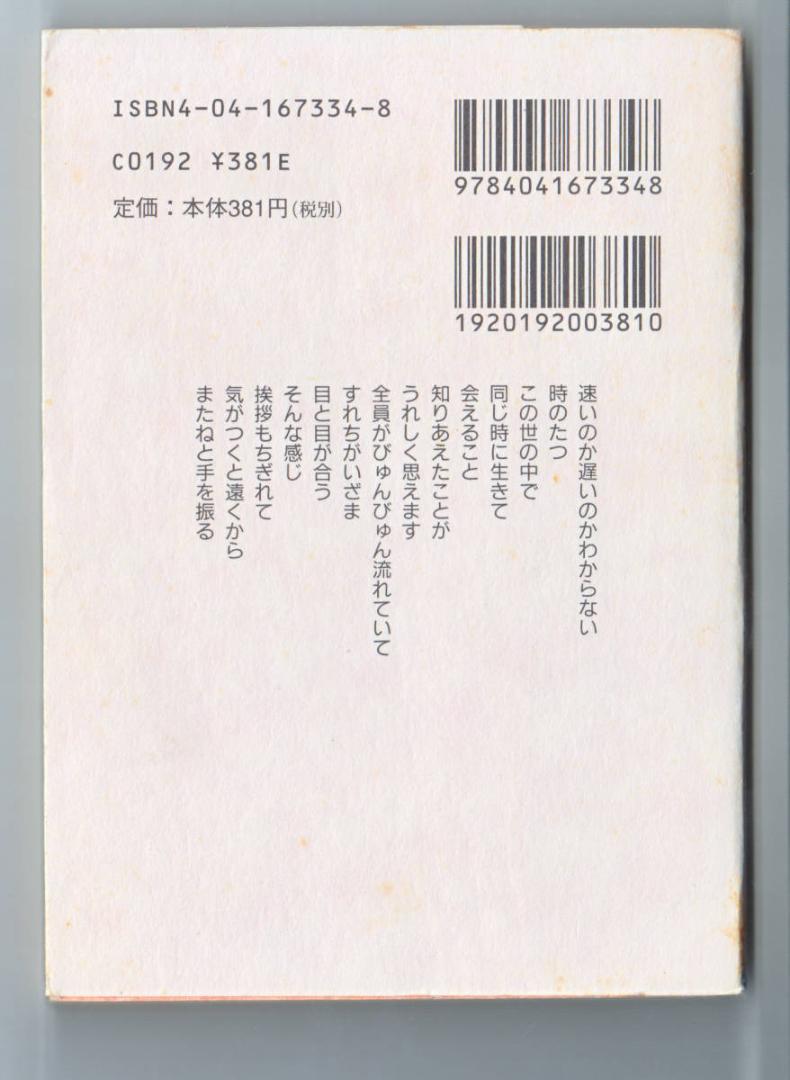 ISBN4-04-167334-8
C0192 ¥381E
定価：本体381円(税別)
9784041673348
1920192003810
速いのか遅いのかわからない
時のたつ
この世の中で
同じ時に生きて
会えること
知りあえたことが
うれしく思えます
全員がびゅんびゅん流れていて
すれちがいざま
目と目が合う
そんな感じ
挨拶もちぎれて
気がつくと遠くから
またねと手を振る